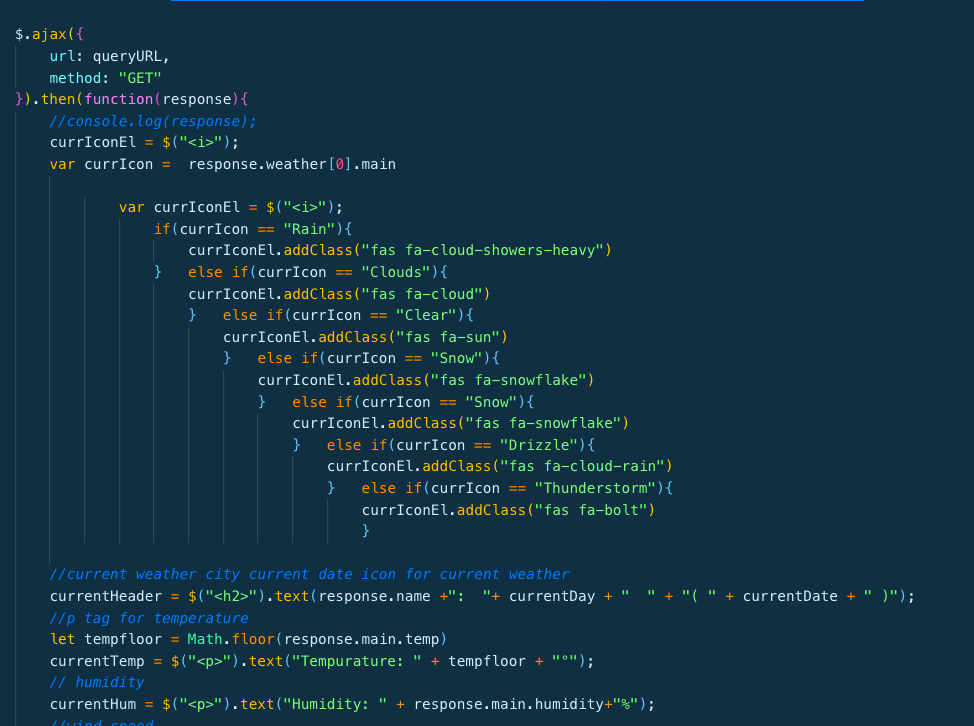 $.ajax({
    url: queryURL,
    method: "GET"
}).then(function(response){
    //console.log(response);
    currIconEl = $("<i>");
    var currIcon =  response.weather[0].main
            var currIconEl = $("<i>");
                if(currIcon == "Rain"){
                    currIconEl.addClass("fas fa-cloud-showers-heavy")
                }   else if(currIcon == "Clouds"){
                    currIconEl.addClass("fas fa-cloud")
                    }   else if(currIcon == "Clear"){
                        currIconEl.addClass("fas fa-sun")
                        }   else if(currIcon == "Snow"){
                            currIconEl.addClass("fas fa-snowflake")
                            }   else if(currIcon == "Snow"){
                                currIconEl.addClass("fas fa-snowflake")
                                }   else if(currIcon == "Drizzle"){
                                    currIconEl.addClass("fas fa-cloud-rain")
                                    }   else if(currIcon == "Thunderstorm"){
                                        currIconEl.addClass("fas fa-bolt")
                                        }
    //current weather city current date icon for current weather
    currentHeader = $("<h2>").text(response.name +":  "+ currentDay + "  " + "( " + currentDate + " )");
    //p tag for temperature
    let tempfloor = Math.floor(response.main.temp)
    currentTemp = $("<p>").text("Tempurature: " + tempfloor + "°");
    // humidity
    currentHum = $("<p>").text("Humidity: " + response.main.humidity+"%");
    //wind speed